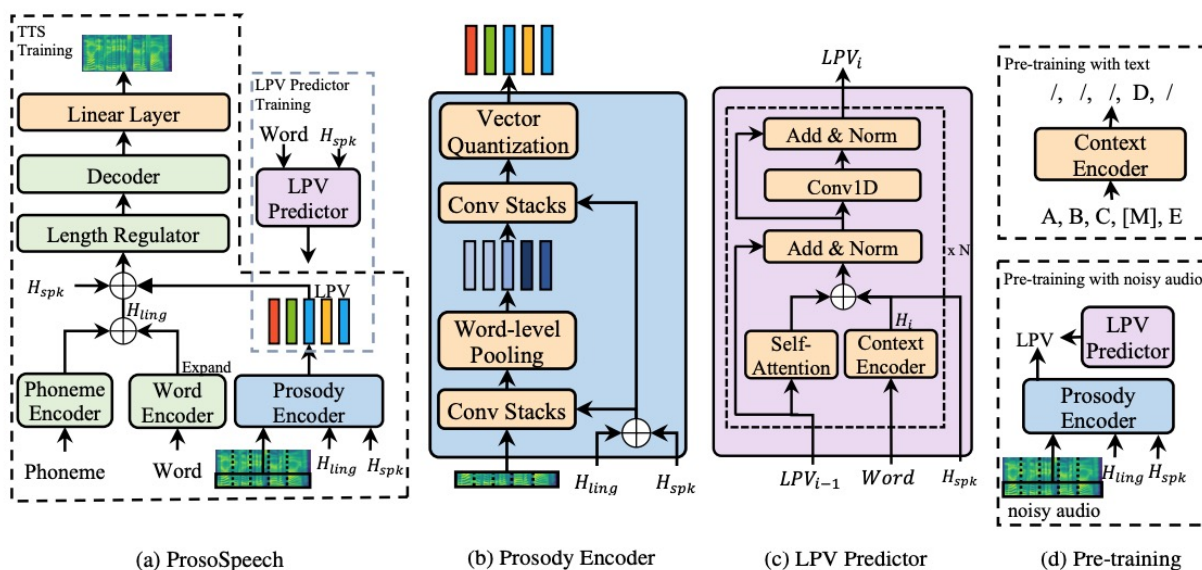 TTS
Training
Linear Layer
Decoder
Length Regulator
H_spk
H_ling
Phoneme
Encoder
Phoneme
Expand
Word
Encoder
Word
LPV Predictor
Training
Word
H_spk
LPV
Predictor
LPV
Prosody
Encoder
H_ling
H_spk
(a) ProsoSpeech
Vector
Quantization
Conv Stacks
Word-level
Pooling
Conv Stacks
H_ling
H_spk
(b) Prosody Encoder
LPV_i
Add & Norm
Conv1D
Add & Norm
x N
H_i
Self-
Attention
Context
Encoder
LPV_{i-1}
Word
H_spk
(c) LPV Predictor
Pre-training with text
/, /, /, D, /
Context
Encoder
A, B, C, [M], E
Pre-training with noisy audio
LPV
LPV
Predictor
Prosody
Encoder
H_ling
H_spk
noisy audio
(d) Pre-training